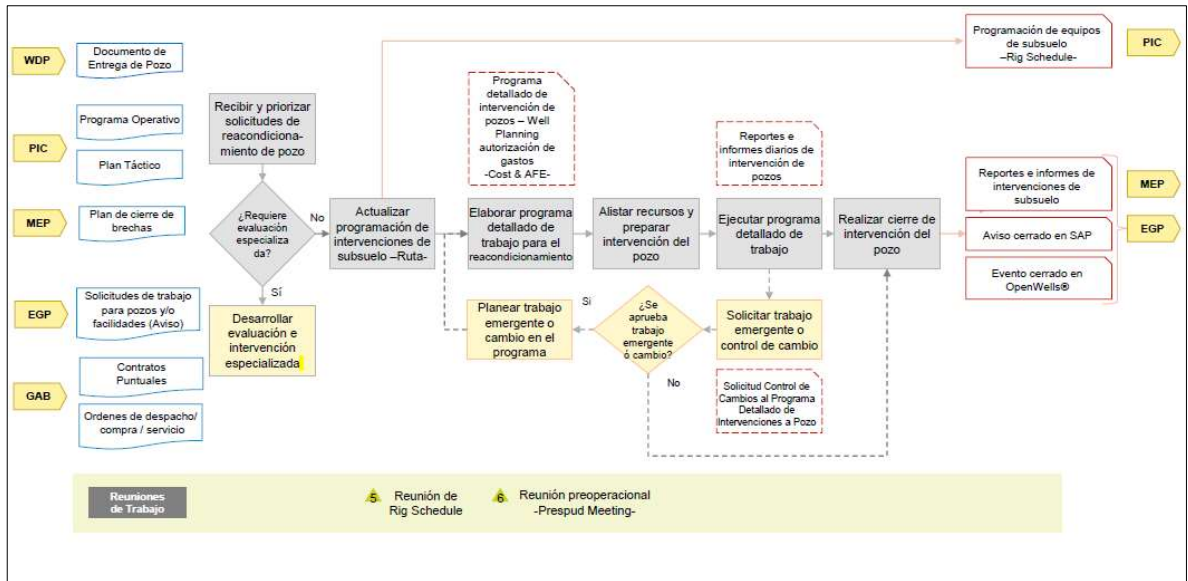 WDP
Documento de
Entrega de Pozo
PIC
Programa Operativo
Plan Táctico
MEP
Plan de cierre de
brechas
EGP
Solicitudes de trabajo
para pozos y/o
facilidades (Aviso)
GAB
Contratos
Puntuales
Ordenes de despacho/
compra / servicio
Recibir y priorizar
solicitudes de
reacondiciona-
miento de pozo
¿Requiere
evaluación
especializa
da?
No
Sí
Desarrollar
evaluación e
intervención
especializada
Actualizar
programación de
intervenciones de
subsuelo –Ruta-
Programa
detallado de
intervención de
pozos – Well
Planning
autorización de
gastos
-Cost & AFE-
Elaborar programa
detallado de
trabajo para el
reacondicionamiento
Alistar recursos y
preparar
intervención del
pozo
Reportes e
informes diarios de
intervención de
pozos
Ejecutar programa
detallado de
trabajo
Realizar cierre de
intervención del
pozo
Planear trabajo
emergente o
cambio en el
programa
Si
¿Se
aprueba
trabajo
emergente
ó cambio?
No
Solicitar trabajo
emergente o
control de cambio
Solicitud Control de
Cambios al Programa
Detallado de
Intervenciones a Pozo
Programación de equipos
de subsuelo
–Rig Schedule-
PIC
Reportes e informes de
intervenciones de
subsuelo
Aviso cerrado en SAP
Evento cerrado en
OpenWells®
MEP
EGP
Reuniones
de Trabajo
5
Reunión de
Rig Schedule
6
Reunión preoperacional
-Prespud Meeting-